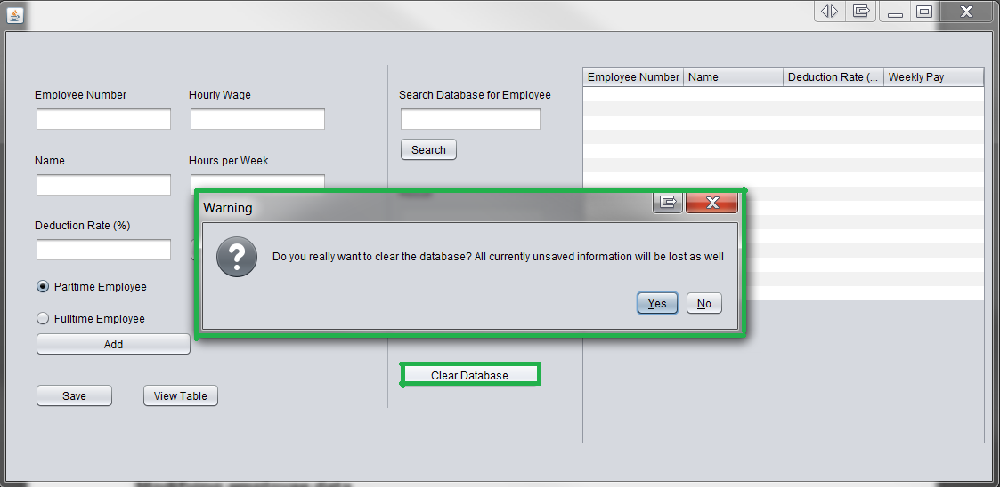 Employee Number
Hourly Wage
Search Database for Employee
Employee Number Name Deduction Rate (... Weekly Pay
Search
Name
Hours per Week
Warning
Deduction Rate (%)
Do you really want to clear the database? All currently unsaved information will be lost as well
Parttime Employee
Yes No
Fulltime Employee
Add
Clear Database
Save
View Table